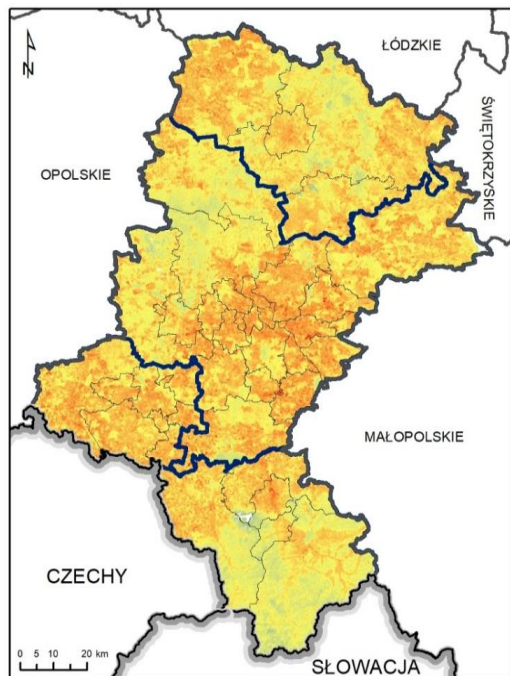 N
ŁÓDZKIE
ŚWIĘTOKRZYSKIE
OPOLSKIE
MAŁOPOLSKIE
CZECHY
0 5 10 20 km
SŁOWACJA